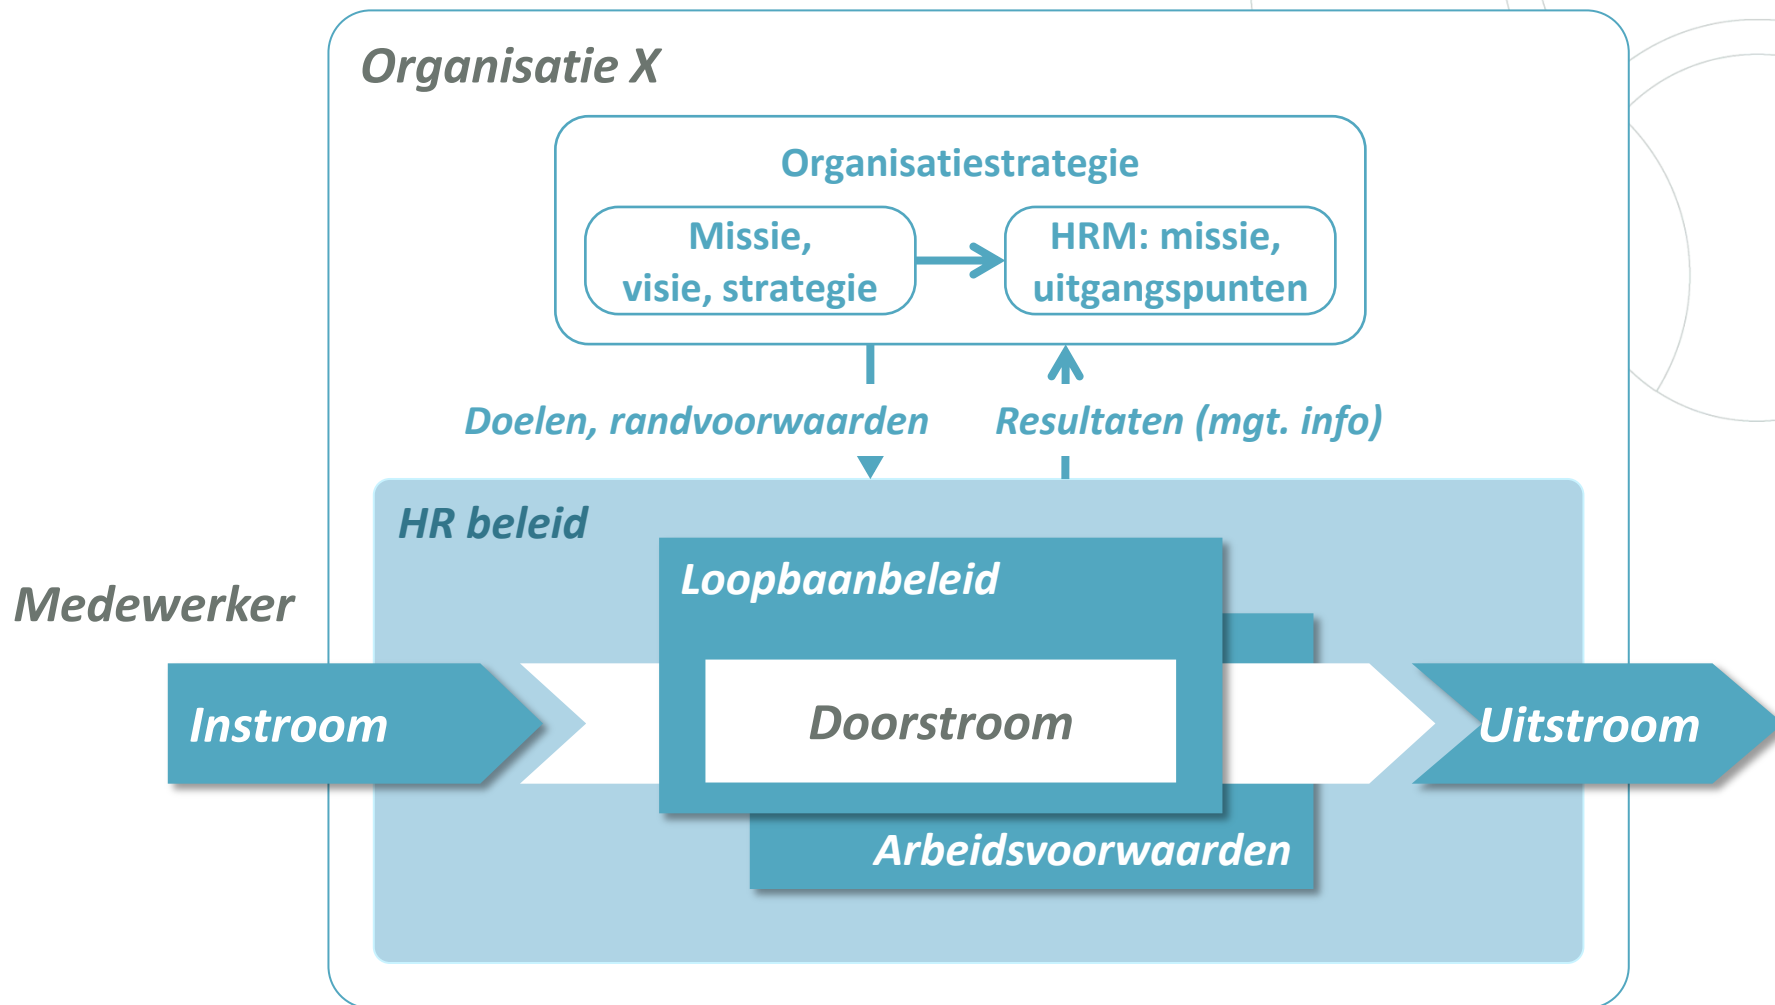 Organisatie X
Organisatiestrategie
Missie,
visie, strategie
HRM: missie,
uitgangspunten
Doelen, randvoorwaarden
Resultaten (mgt. info)
HR beleid
Loopbaanbeleid
Medewerker
Instroom
Doorstroom
Uitstroom
Arbeidsvoorwaarden